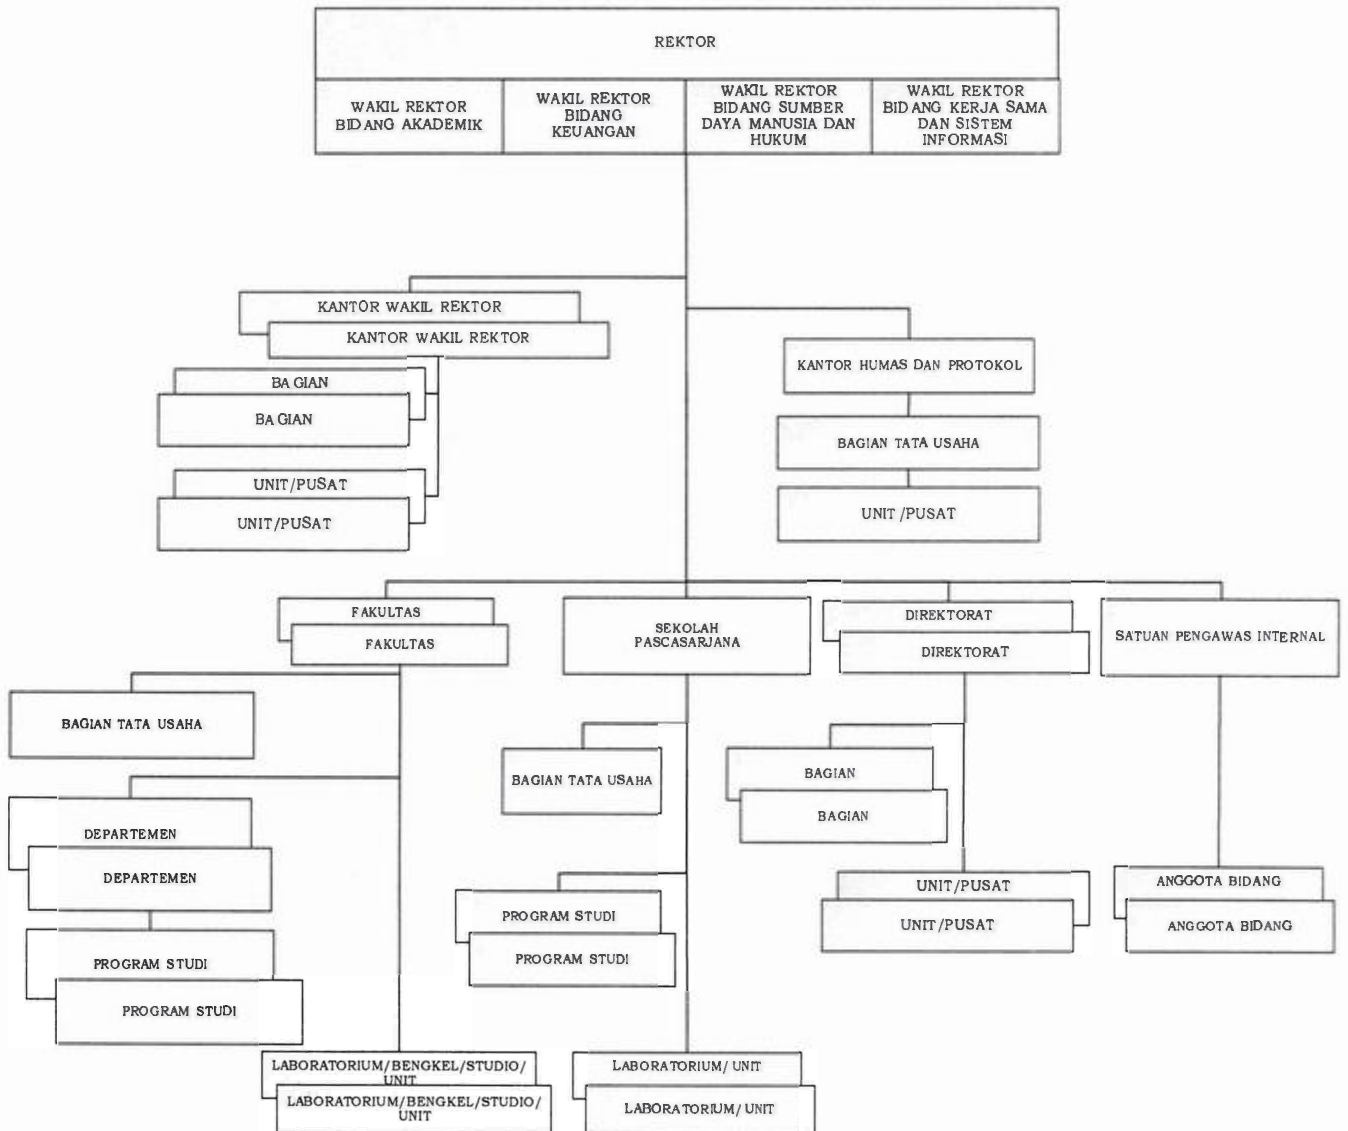 REKTOR
WAKIL REKTOR
BIDANG AKADEMIK
WAKIL REKTOR
BIDANG
KEUANGAN
WAKIL REKTOR
BIDANG SUMBER
DAYA MANUSIA DAN
HUKUM
WAKIL REKTOR
BIDANG KERJA SAMA
DAN SISTEM
INFORMASI
KANTOR WAKIL REKTOR
KANTOR WAKIL REKTOR
BAGIAN
BAGIAN
UNIT/PUSAT
UNIT/PUSAT
KANTOR HUMAS DAN PROTOKOL
BAGIAN TATA USAHA
UNIT/PUSAT
FAKULTAS
FAKULTAS
BAGIAN TATA USAHA
DEPARTEMEN
DEPARTEMEN
PROGRAM STUDI
PROGRAM STUDI
LABORATORIUM/BENGKEL/STUDIO/
UNIT
LABORATORIUM/BENGKEL/STUDIO/
UNIT
SEKOLAH
PASCASARJANA
BAGIAN TATA USAHA
PROGRAM STUDI
PROGRAM STUDI
LABORATORIUM/UNIT
LABORATORIUM/UNIT
DIREKTORAT
DIREKTORAT
BAGIAN
BAGIAN
UNIT/PUSAT
UNIT/PUSAT
SATUAN PENGAWAS INTERNAL
ANGGOTA BIDANG
ANGGOTA BIDANG